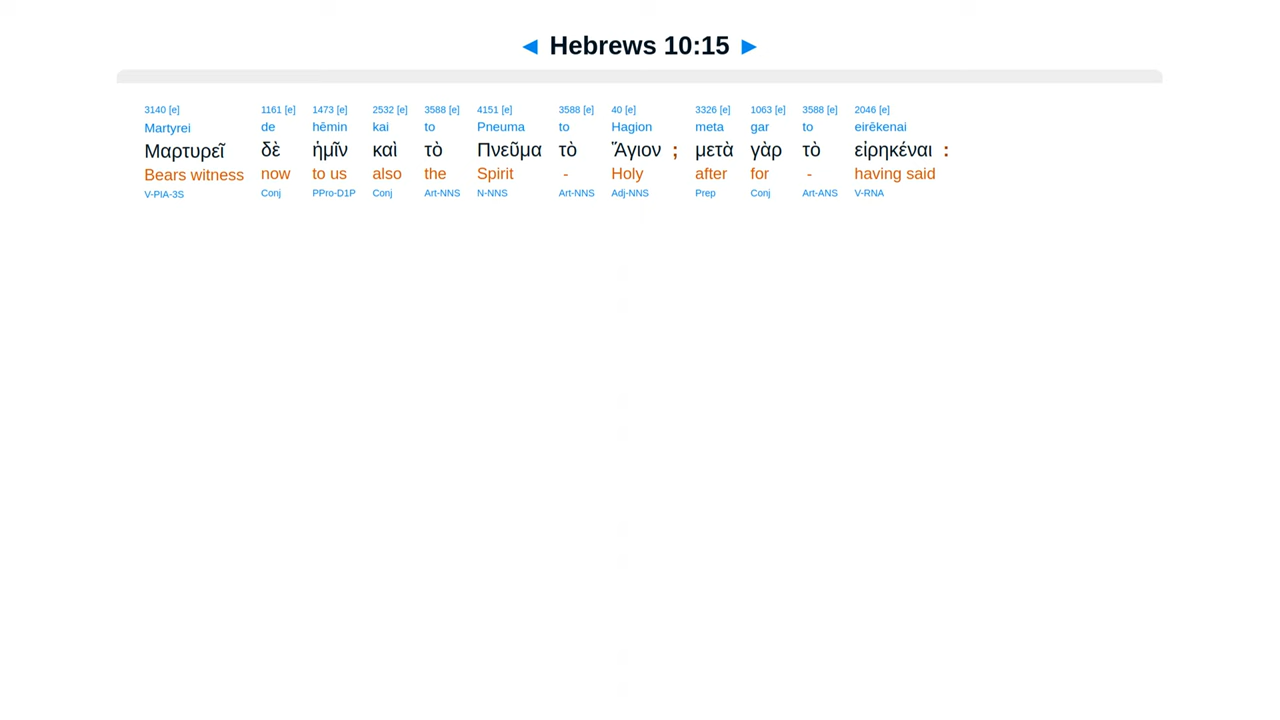 ◄ Hebrews 10:15 ►
3140 [e] 1161 [e] 1473 [e] 2532 [e] 3588 [e] 4151 [e] 3588 [e] 40 [e] 3326 [e] 1063 [e] 3588 [e] 2046 [e]
Martyrei de hēmin kai to Pneuma to Hagion meta gar to eirēkenai
Μαρτυρεῖ δὲ ἡμῖν καὶ τὸ Πνεῦμα τὸ Ἅγιον ; μετὰ γὰρ τὸ εἰρηκέναι :
Bears witness now to us also the Spirit - Holy after for - having said
V-PIA-3S Conj PPro-D1P Conj Art-NNS N-NNS Art-NNS Adj-NNS Prep Conj Art-ANS V-RNA